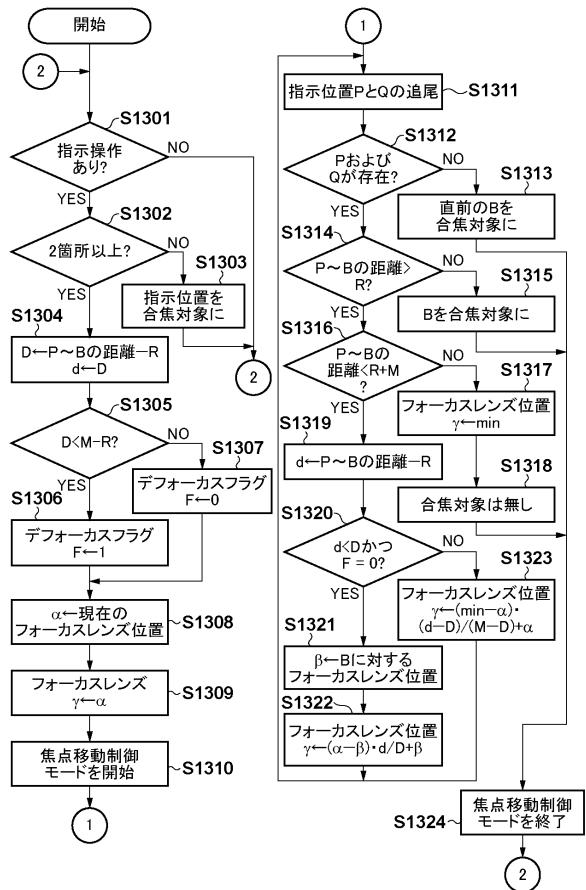 開始
2
S1301
指示操作
あり?
NO
YES
S1302
2箇所以上?
NO
YES
S1303
指示位置を
合焦対象に
2
S1304
D←P~Bの距離-R
d←D
S1305
D<M-R?
NO
YES
S1307
デフォーカスフラグ
F←0
S1306
デフォーカスフラグ
F←1
α←現在の
フォーカスレンズ位置
S1308
フォーカスレンズ
γ←α
S1309
焦点移動制御
モードを開始
S1310
1
1
指示位置PとQの追尾
S1311
S1312
Pおよび
Qが存在?
NO
YES
S1313
直前のBを
合焦対象に
S1314
P~Bの距離>
R?
NO
YES
S1315
Bを合焦対象に
S1316
P~Bの
距離<R+M
?
NO
YES
S1317
フォーカスレンズ位置
γ←min
S1318
合焦対象は無し
S1319
d←P~Bの距離-R
S1320
d<Dかつ
F = 0?
NO
YES
S1323
フォーカスレンズ位置
γ←(min-α)・
(d-D)/(M-D)+α
S1321
β←Bに対する
フォーカスレンズ位置
S1322
フォーカスレンズ位置
γ←(α-β)・d/D+β
S1324
焦点移動制御
モードを終了
2